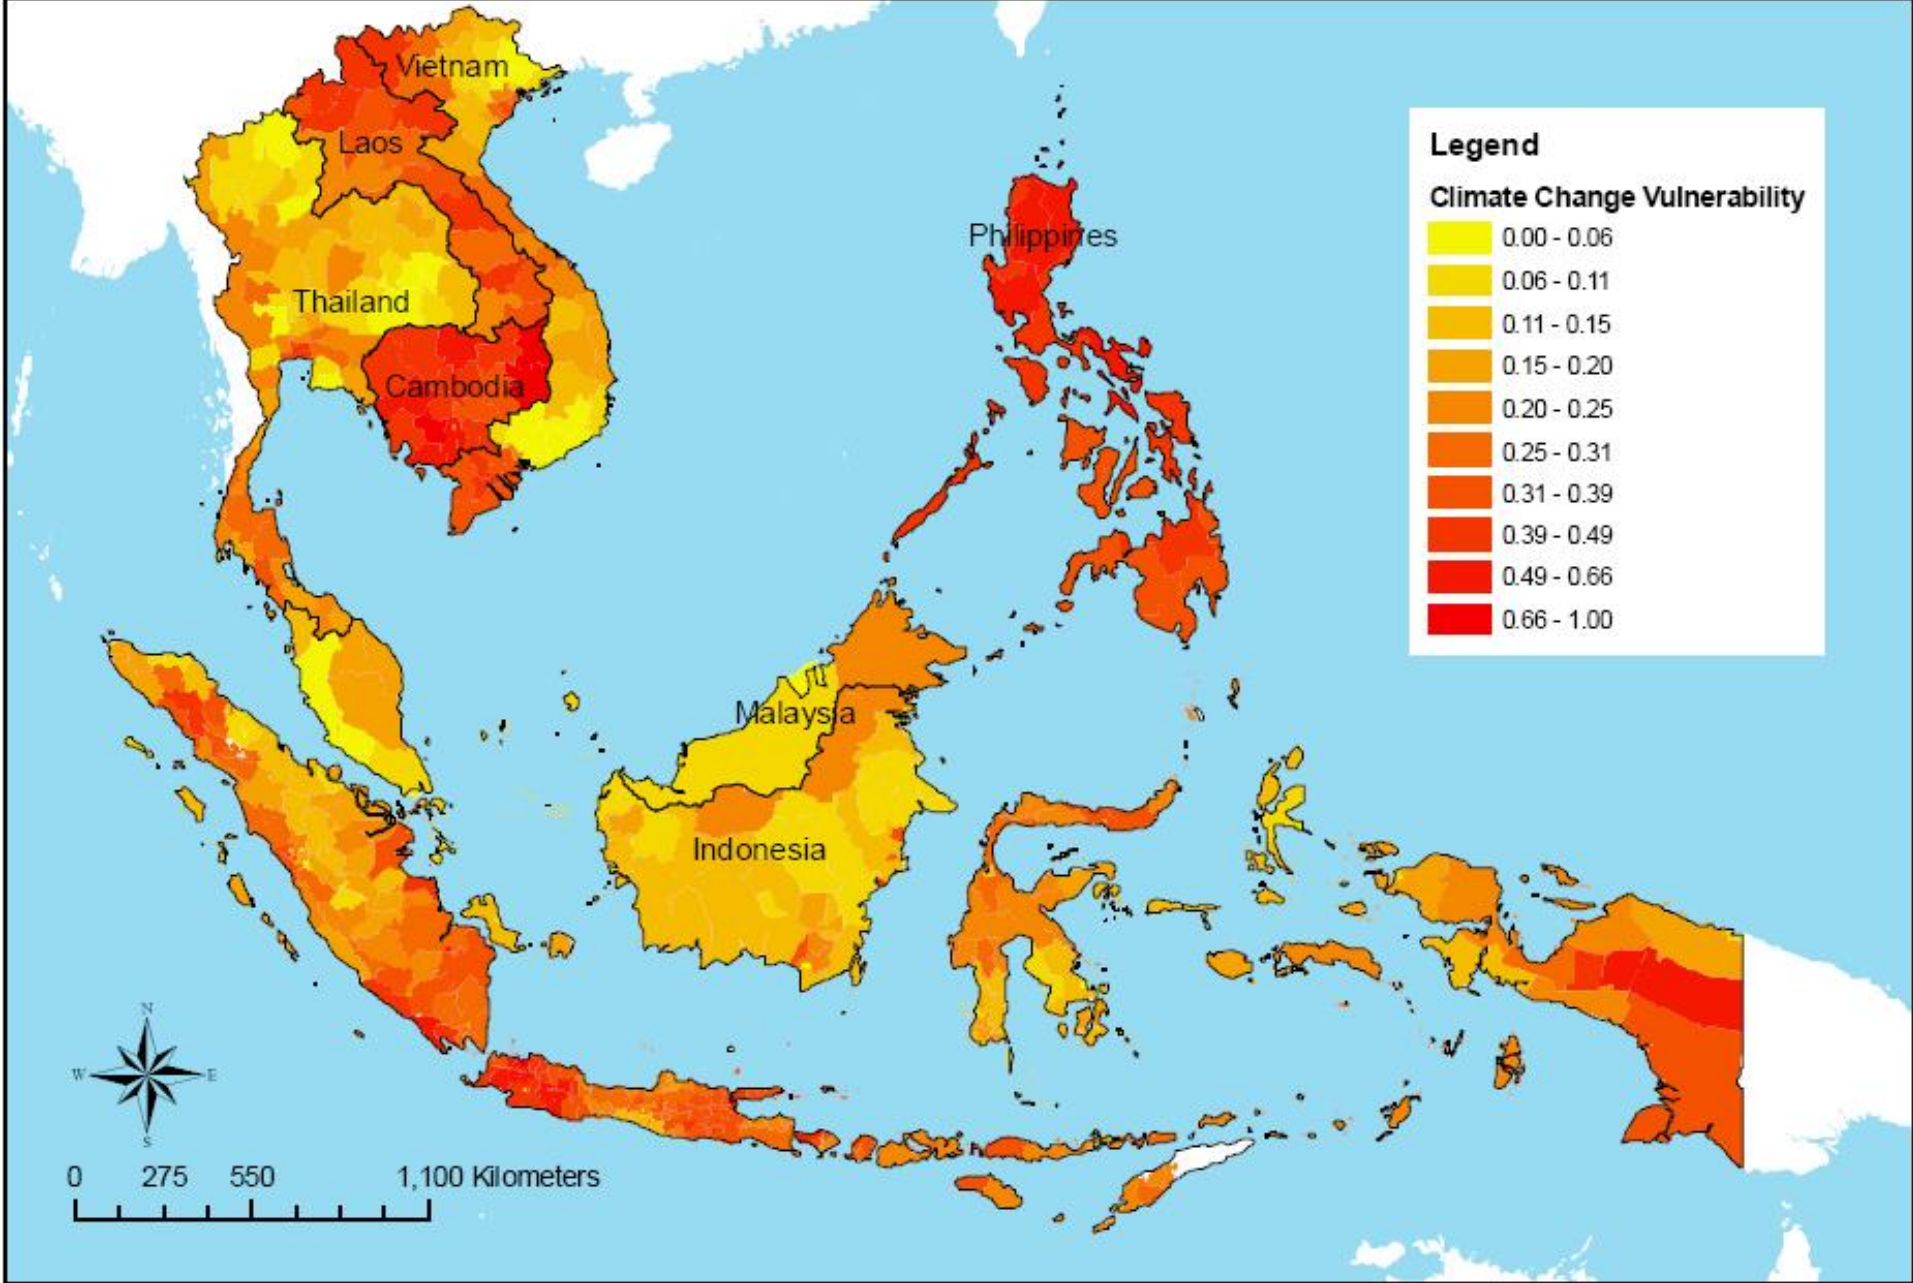 Vietnam
Laos
Thailand
Cambodia
Philippines
Malaysia
Indonesia
Legend
Climate Change Vulnerability
0.00 - 0.06
0.06 - 0.11
0.11 - 0.15
0.15 - 0.20
0.20 - 0.25
0.25 - 0.31
0.31 - 0.39
0.39 - 0.49
0.49 - 0.66
0.66 - 1.00
N
W E
S
0 275 550 1,100 Kilometers